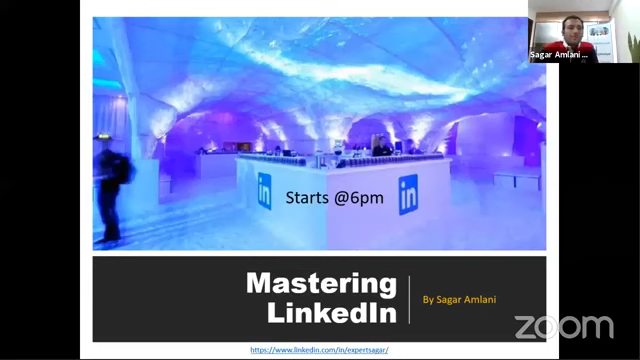 Sagar Amlani...
in
in
Starts @6pm
Mastering
LinkedIn
By Sagar Amlani
https://www.linkedin.com/in/expertsagar/
zoom